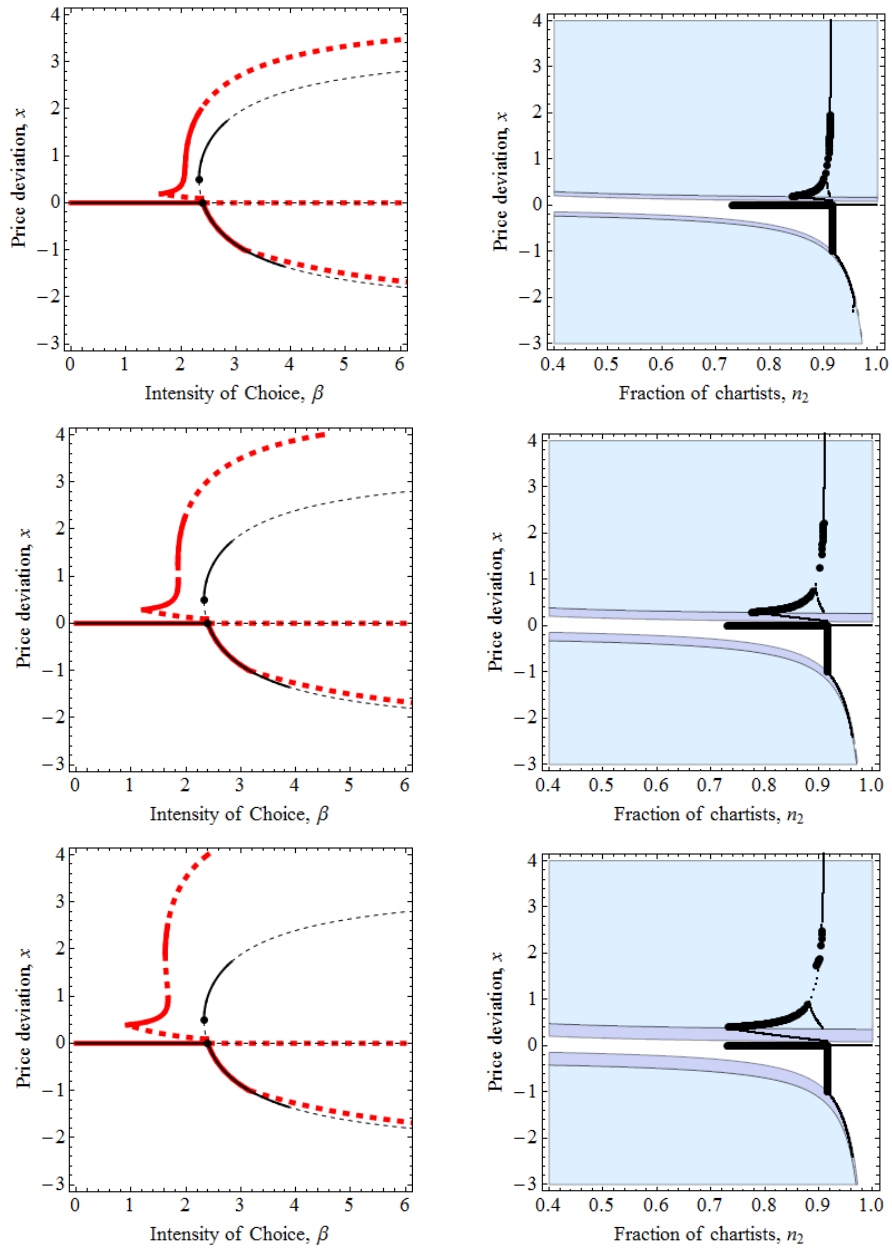 4
3
2
1
0
−1
−2
−3
Price deviation, x
0 1 2 3 4 5 6
Intensity of Choice, β
4
3
2
1
0
−1
−2
−3
Price deviation, x
0.4 0.5 0.6 0.7 0.8 0.9 1.0
Fraction of chartists, n₂
4
3
2
1
0
−1
−2
−3
Price deviation, x
0 1 2 3 4 5 6
Intensity of Choice, β
4
3
2
1
0
−1
−2
−3
Price deviation, x
0.4 0.5 0.6 0.7 0.8 0.9 1.0
Fraction of chartists, n₂
4
3
2
1
0
−1
−2
−3
Price deviation, x
0 1 2 3 4 5 6
Intensity of Choice, β
4
3
2
1
0
−1
−2
−3
Price deviation, x
0.4 0.5 0.6 0.7 0.8 0.9 1.0
Fraction of chartists, n₂